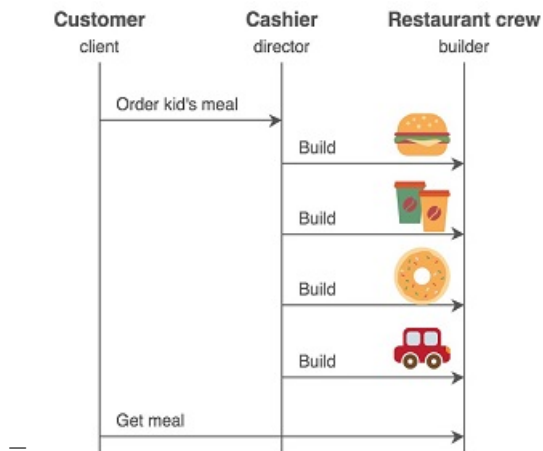 Customer
client
Cashier
director
Restaurant crew
builder
Order kid's meal
Build
Build
Build
Build
Get meal